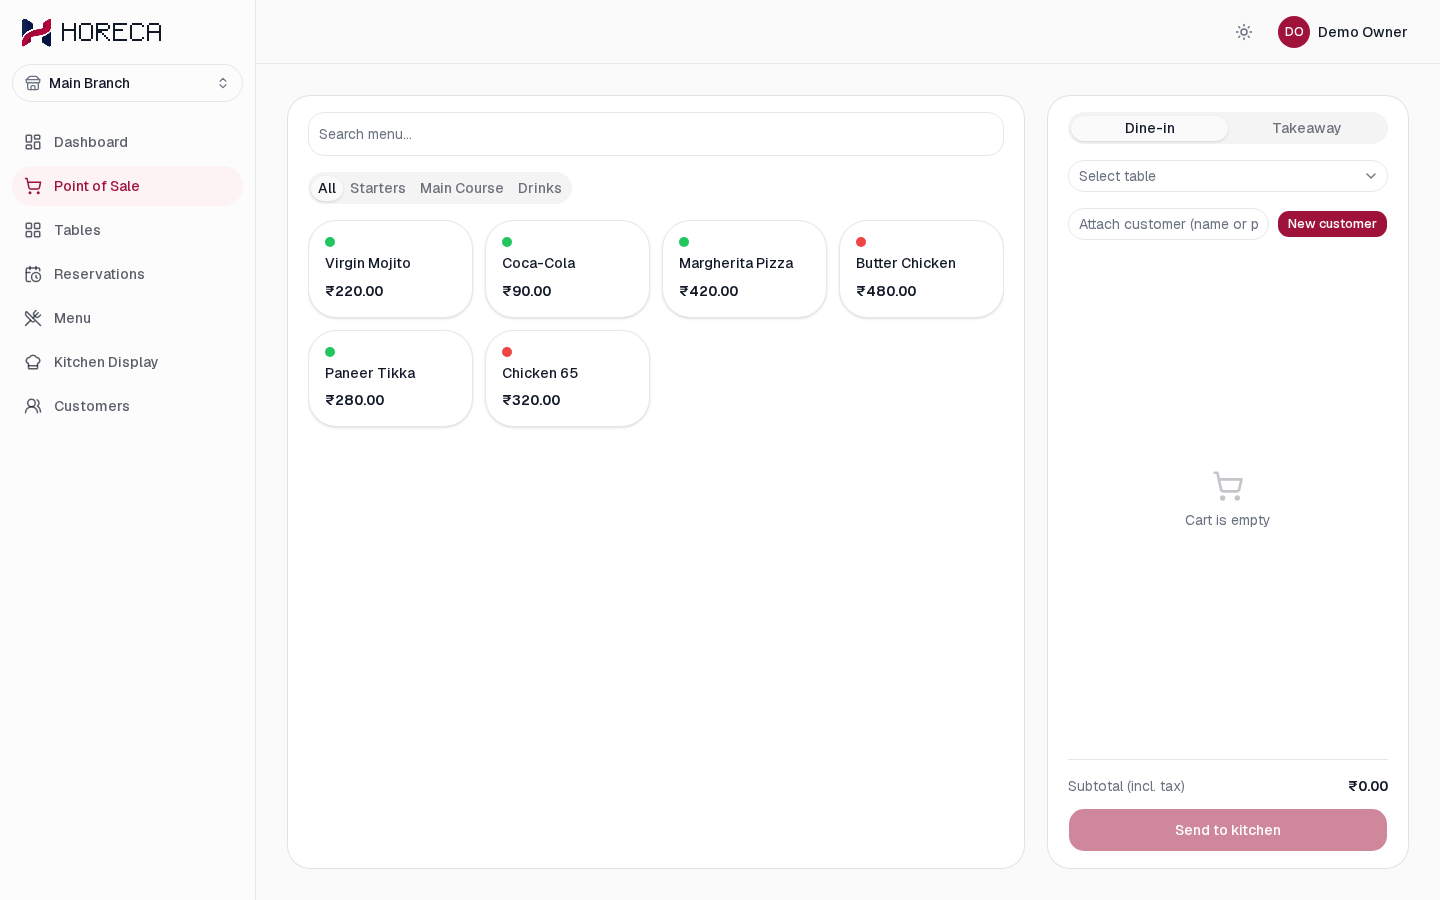 HORECA
Main Branch
Dashboard
Point of Sale
Tables
Reservations
Menu
Kitchen Display
Customers
DO
Demo Owner
Search menu...
All
Starters
Main Course
Drinks
Virgin Mojito
₹220.00
Coca-Cola
₹90.00
Margherita Pizza
₹420.00
Butter Chicken
₹480.00
Paneer Tikka
₹280.00
Chicken 65
₹320.00
Dine-in
Takeaway
Select table
Attach customer (name or p
New customer
Cart is empty
Subtotal (incl. tax)
₹0.00
Send to kitchen